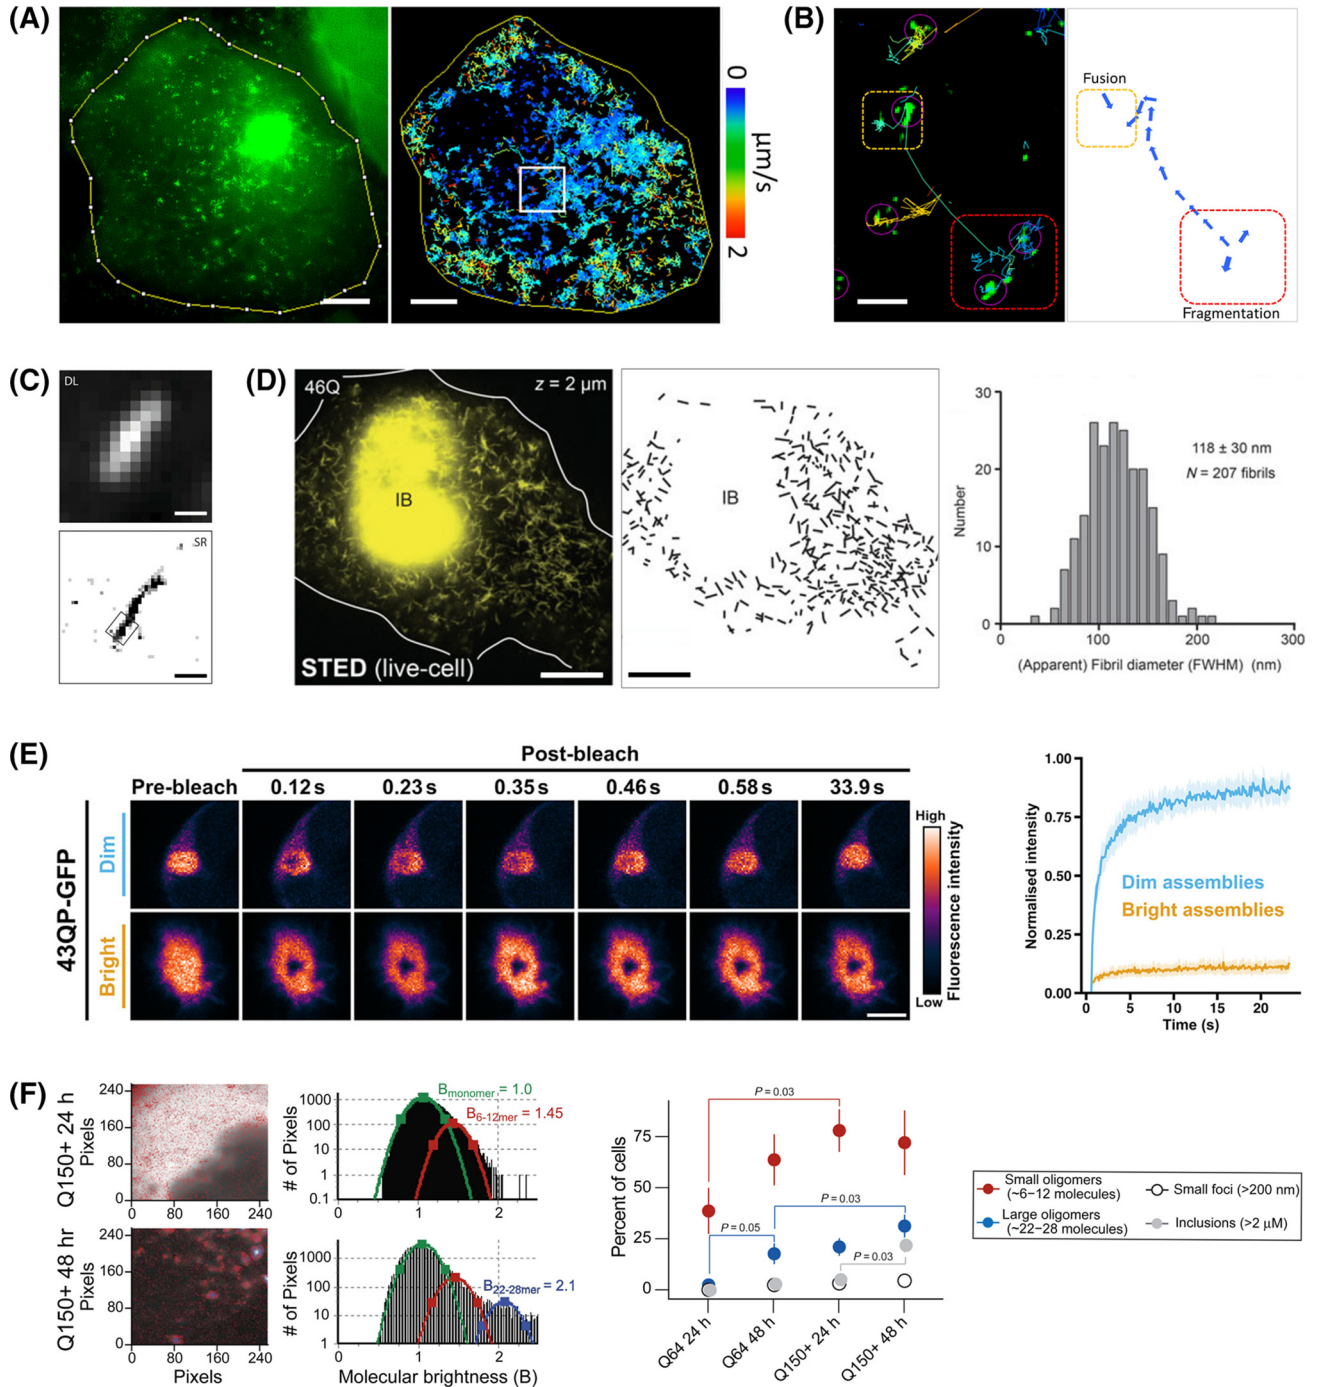 (A)
0
μm/s
2
(B)
Fusion
Fragmentation
(C)
DL
SR
(D)
46Q
z = 2 μm
IB
STED (live-cell)
IB
30
20
10
0
Number
118 ± 30 nm
N = 207 fibrils
0
100
200
300
(Apparent) Fibril diameter (FWHM) (nm)
(E)
Post-bleach
Pre-bleach 0.12 s 0.23 s 0.35 s 0.46 s 0.58 s 33.9 s
43QP-GFP
Dim
Bright
High
Low
Fluorescence intensity
1.00
0.75
0.50
0.25
0.00
Normalised intensity
Dim assemblies
Bright assemblies
0 5 10 15 20
Time (s)
(F)
Q150+ 24 h
Pixels
240
160
80
0
0 80 160 240
# of Pixels
1000
100
10
1
0.1
Bmonomer = 1.0
B6-12mer = 1.45
0 1 2
Q150+ 48 hr
Pixels
240
160
80
0
0 80 160 240
Pixels
# of Pixels
1000
100
10
1
B22-28mer = 2.1
0 1 2
Molecular brightness (B)
Percent of cells
75
50
25
0
P = 0.03
P = 0.03
P = 0.05
P = 0.03
Q64 24 h
Q64 48 h
Q150+ 24 h
Q150+ 48 h
Small oligomers
(~6–12 molecules)
Small foci (>200 nm)
Large oligomers
(~22–28 molecules)
Inclusions (>2 μM)